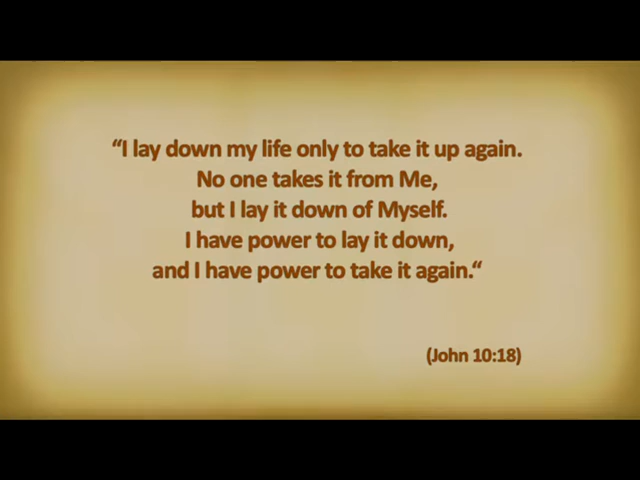 “I lay down my life only to take it up again.
No one takes it from Me,
but I lay it down of Myself.
I have power to lay it down,
and I have power to take it again.“
(John 10:18)